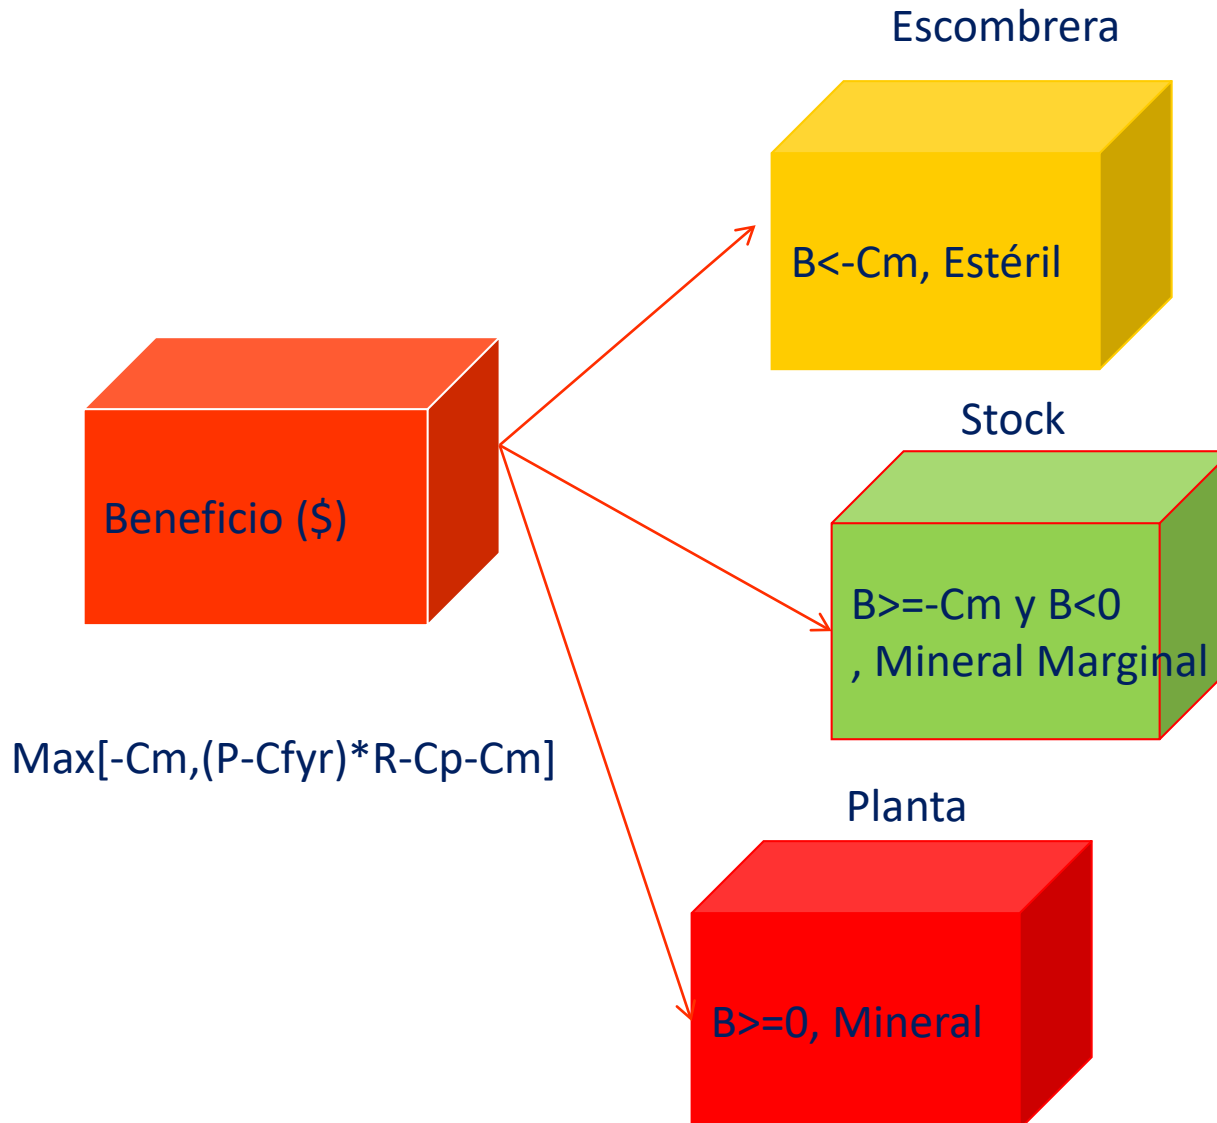 Escombrera
B<-Cm, Estéril
Stock
Beneficio ($)
B>=-Cm y B<0
, Mineral Marginal
Max[-Cm,(P-Cfyr)*R-Cp-Cm]
Planta
B>=0, Mineral